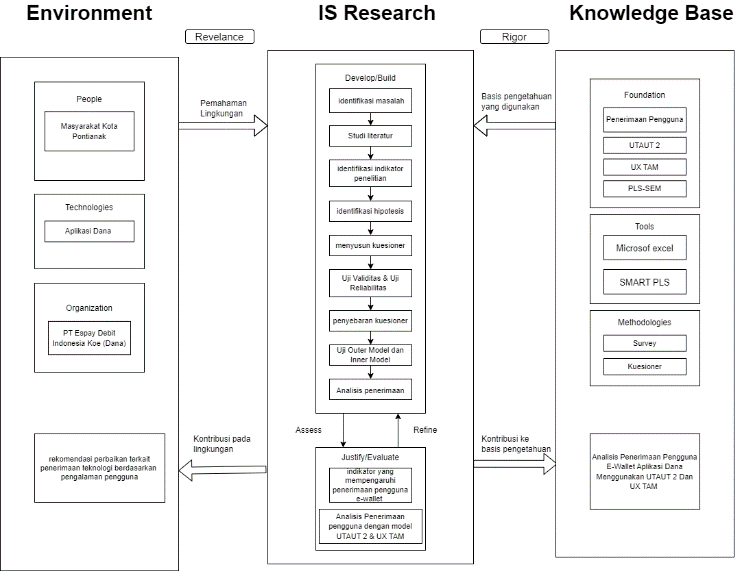 Environment
IS Research
Knowledge Base
Revelance
Rigor
People
Masyarakat Kota
Pontianak
Technologies
Aplikasi Dana
Organization
PT Espay Debit
Indonesia Koe (Dana)
rekomendasi perbaikan terkait
penerimaan teknologi berdasarkan
pengalaman pengguna
Pemahaman
Lingkungan
Kontribusi pada
lingkungan
Develop/Build
identifikasi masalah
Studi literatur
identifikasi indikator
penelitian
identifikasi hipotesis
menyusun kuesioner
Uji Validitas & Uji
Reliabilitas
penyebaran kuesioner
Uji Outer Model dan
Inner Model
Analisis penerimaan
Assess
Refine
Justify/Evaluate
indikator yang
mempengaruhi
penerimaan pengguna
e-wallet
Analisis Penerimaan
pengguna dengan model
UTAUT 2 & UX TAM
Basis pengetahuan
yang digunakan
Kontribusi ke
basis pengetahuan
Foundation
Penerimaan Pengguna
UTAUT 2
UX TAM
PLS-SEM
Tools
Microsof excel
SMART PLS
Methodologies
Survey
Kuesioner
Analisis Penerimaan Pengguna
E-Wallet Aplikasi Dana
Menggunakan UTAUT 2 Dan
UX TAM